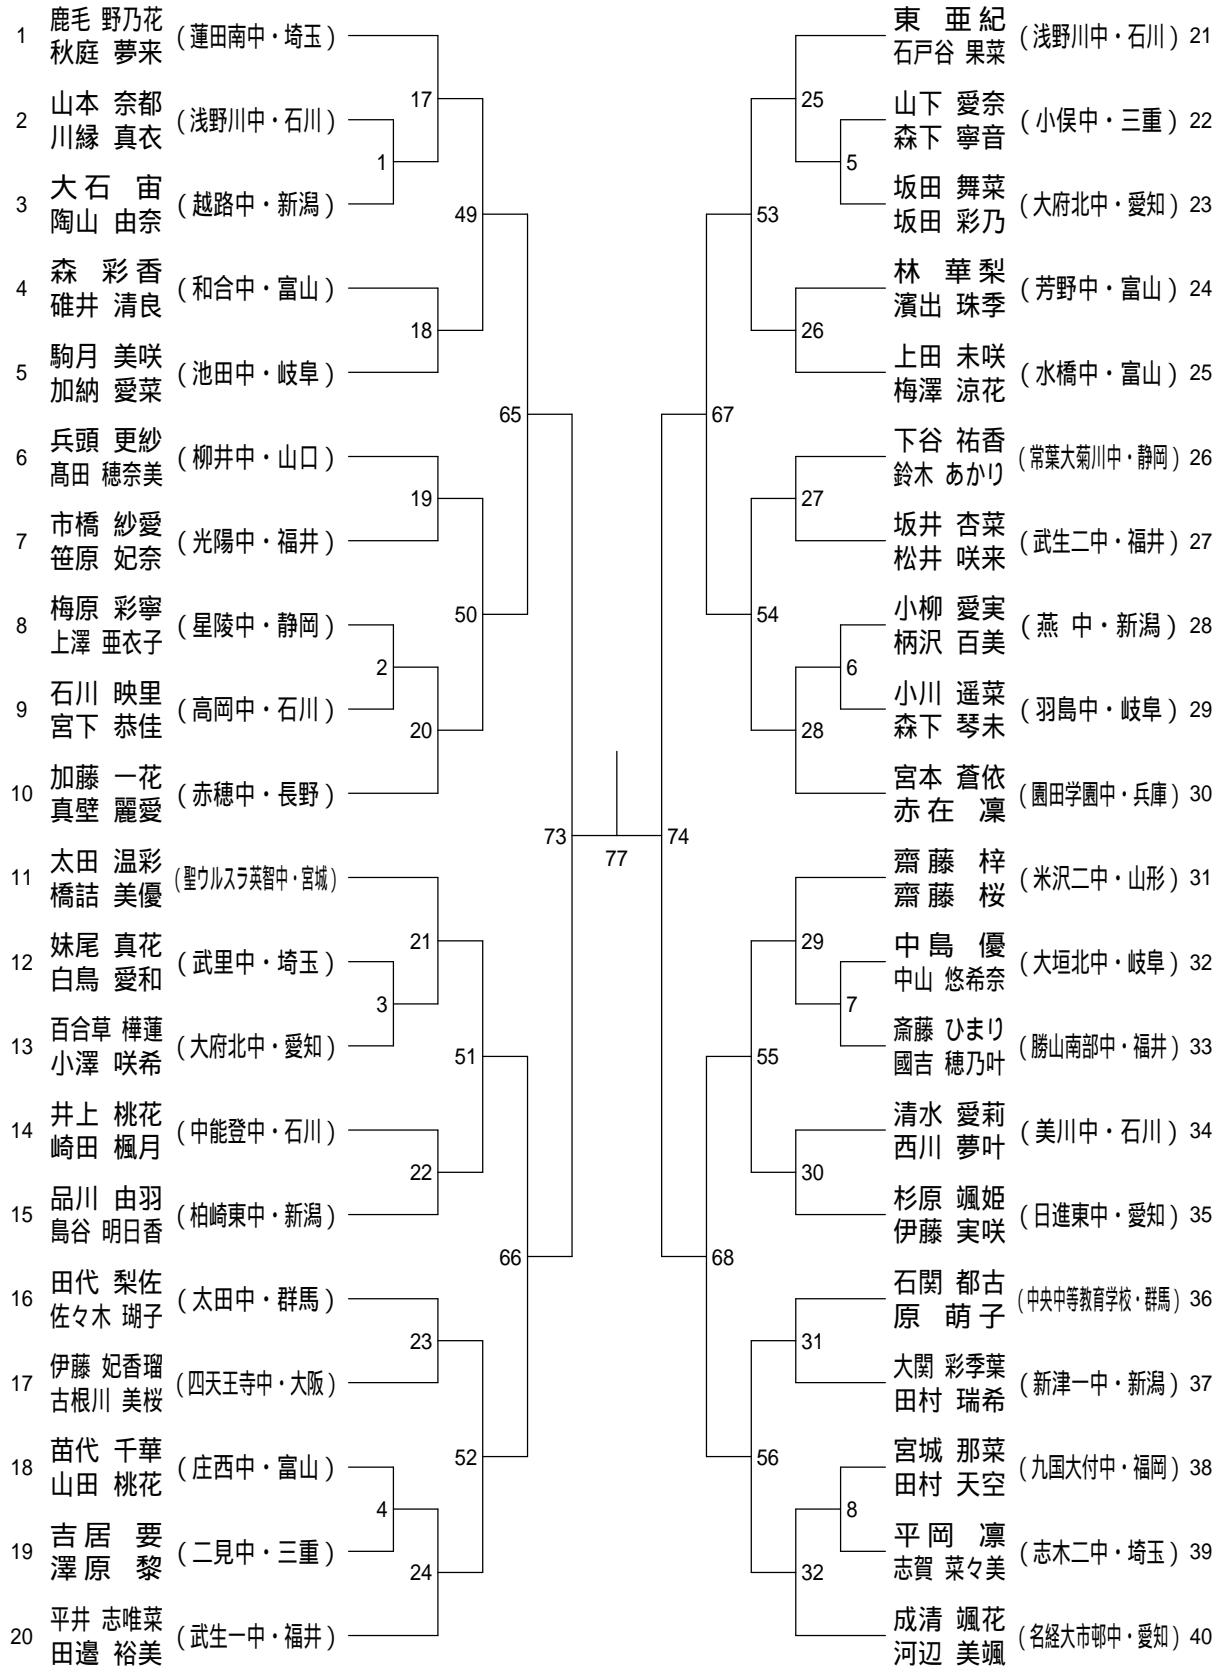 1 鹿毛 野乃花 (蓮田南中・埼玉)
秋庭 夢来
2 山本 奈都 (浅野川中・石川)
川縁 真衣
3 大石 宙 (越路中・新潟)
陶山 由奈
4 森 彩香 (和合中・富山)
碓井 清良
5 駒月 美咲 (池田中・岐阜)
加納 愛菜
6 兵頭 更紗 (柳井中・山口)
髙田 穂奈美
7 市橋 紗愛 (光陽中・福井)
笹原 妃奈
8 梅原 彩寧 (星陵中・静岡)
上澤 亜衣子
9 石川 映里 (高岡中・石川)
宮下 恭佳
10 加藤 一花 (赤穂中・長野)
真壁 麗愛
11 太田 温彩 (聖ウルスラ英智中・宮城)
橋詰 美優
12 妹尾 真花 (武里中・埼玉)
白鳥 愛和
13 百合草 樺蓮 (大府北中・愛知)
小澤 咲希
14 井上 桃花 (中能登中・石川)
崎田 楓月
15 品川 由羽 (柏崎東中・新潟)
島谷 明日香
16 田代 梨佐 (太田中・群馬)
佐々木 瑚子
17 伊藤 妃香瑠 (四天王寺中・大阪)
古根川 美桜
18 苗代 千華 (庄西中・富山)
山田 桃花
19 吉居 要 (二見中・三重)
澤原 黎
20 平井 志唯菜 (武生一中・福井)
田邉 裕美
17
1
49
18
65
19
50
2
20
73
21
3
51
22
66
23
52
4
24
77
74
25
5
53
26
67
27
54
6
28
29
7
55
30
68
31
56
8
32
東 亜紀 (浅野川中・石川) 21
石戸谷 果菜
山下 愛奈 (小俣中・三重) 22
森下 寧音
坂田 舞菜 (大府北中・愛知) 23
坂田 彩乃
林 華梨 (芳野中・富山) 24
濱出 珠季
上田 未咲 (水橋中・富山) 25
梅澤 涼花
下谷 祐香 (常葉大菊川中・静岡) 26
鈴木 あかり
坂井 杏菜 (武生二中・福井) 27
松井 咲来
小柳 愛実 (燕 中・新潟) 28
柄沢 百美
小川 遥菜 (羽島中・岐阜) 29
森下 琴未
宮本 蒼依 (園田学園中・兵庫) 30
赤在 凜
齋藤 梓 (米沢二中・山形) 31
齋藤 桜
中島 優 (大垣北中・岐阜) 32
中山 悠希奈
斎藤 ひまり (勝山南部中・福井) 33
國吉 穂乃叶
清水 愛莉 (美川中・石川) 34
西川 夢叶
杉原 颯姫 (日進東中・愛知) 35
伊藤 実咲
石関 都古 (中央中等教育学校・群馬) 36
原 萌子
大関 彩季葉 (新津一中・新潟) 37
田村 瑞希
宮城 那菜 (九国大付中・福岡) 38
田村 天空
平岡 凛 (志木二中・埼玉) 39
志賀 菜々美
成清 颯花 (名経大市邨中・愛知) 40
河辺 美颯